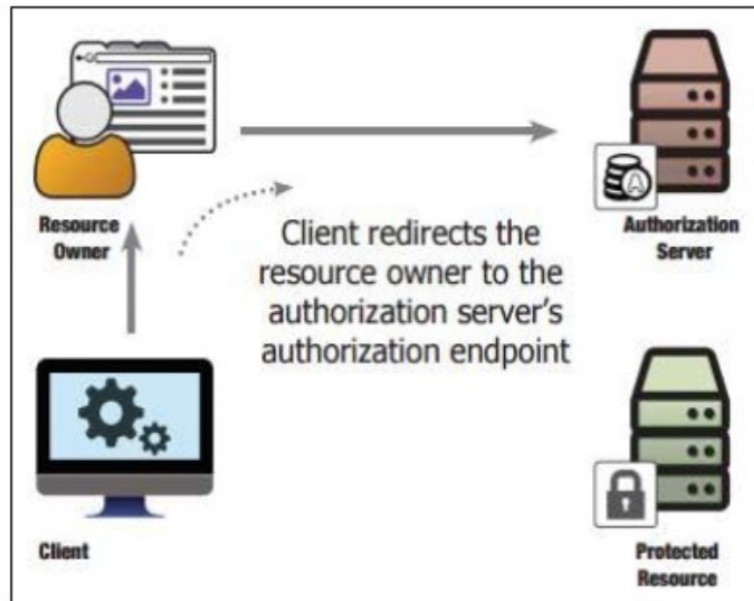 Resource
Owner
Authorization
Server
Client redirects the
resource owner to the
authorization server's
authorization endpoint
A
Client
Protected
Resource